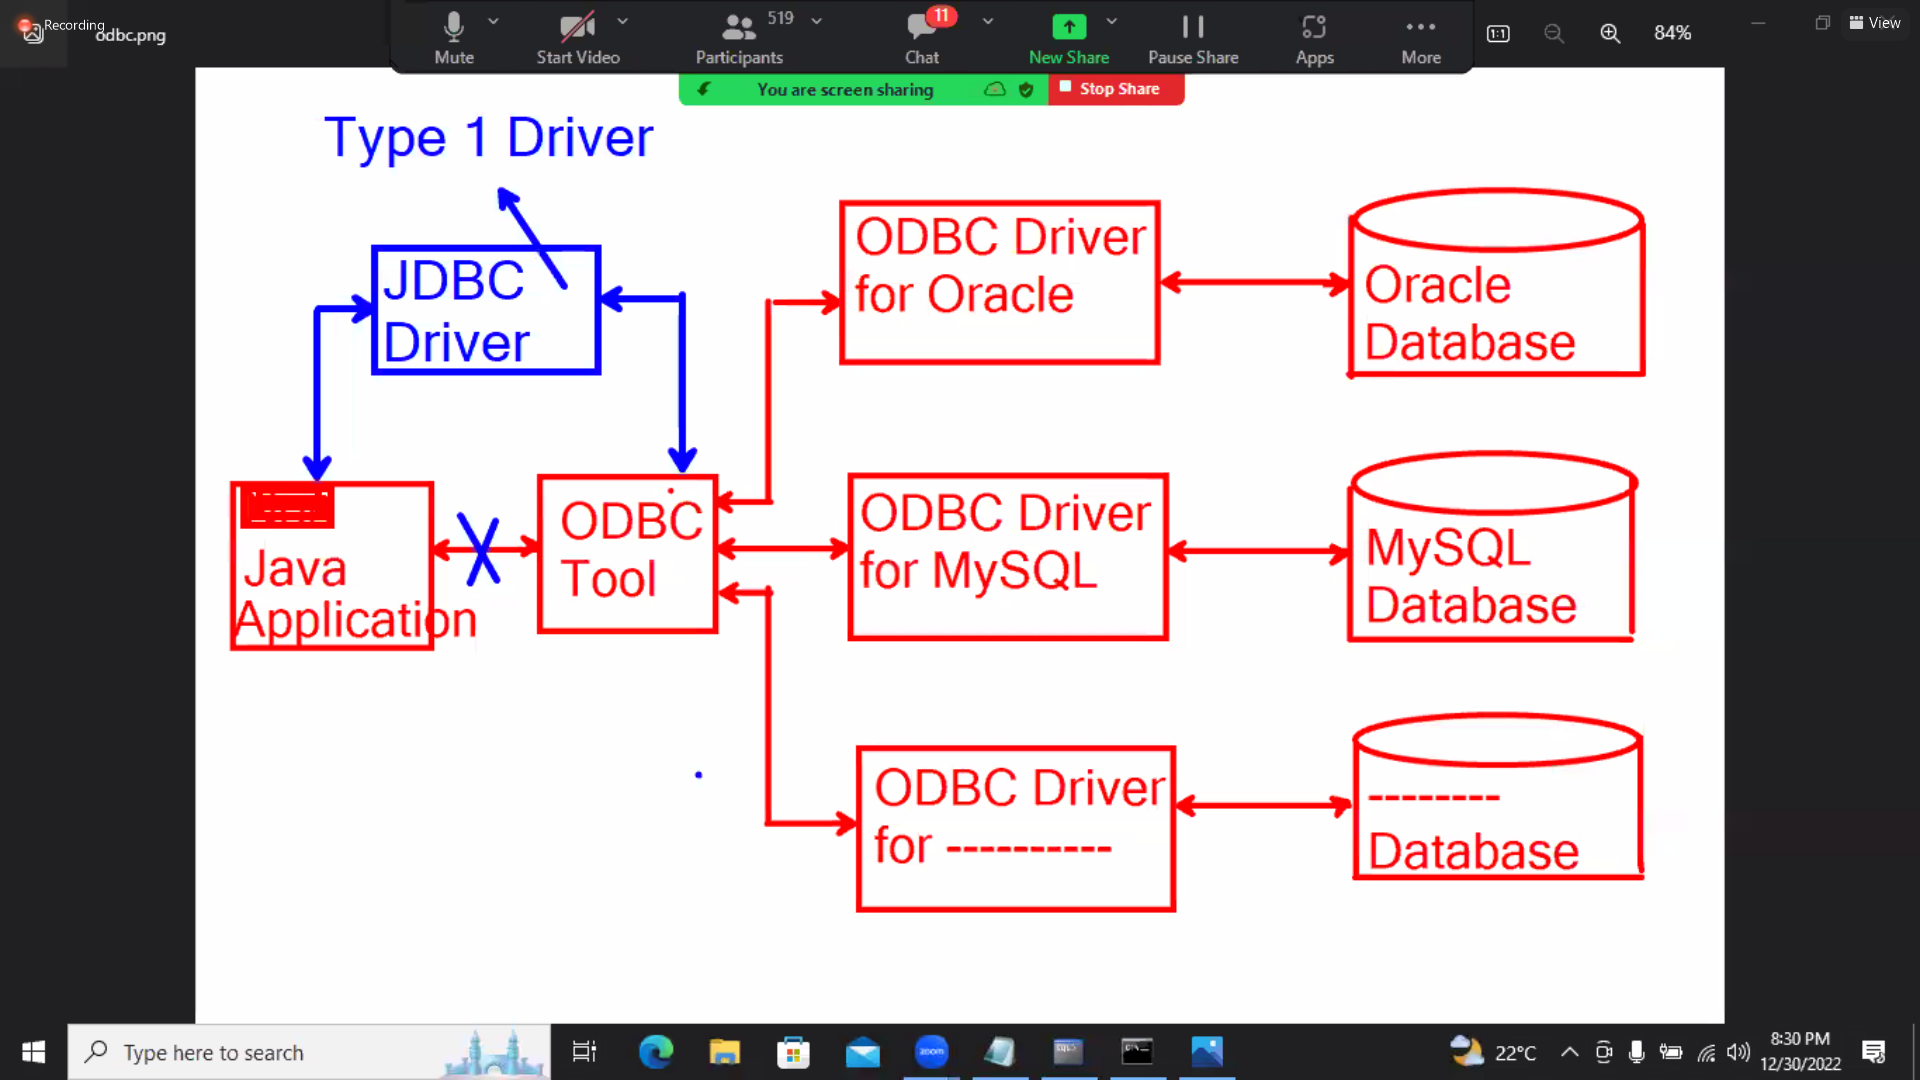 Recording
odbc.png
Mute
Start Video
Participants
519
Chat
11
New Share
Pause Share
Apps
More
1:1
84%
View
You are screen sharing
Stop Share
Type 1 Driver
JDBC
Driver
ODBC Driver
for Oracle
Oracle
Database
Java
Application
ODBC
Tool
ODBC Driver
for MySQL
MySQL
Database
ODBC Driver
for ----------
--------
Database
Type here to search
zoom
22°C
8:30 PM
12/30/2022